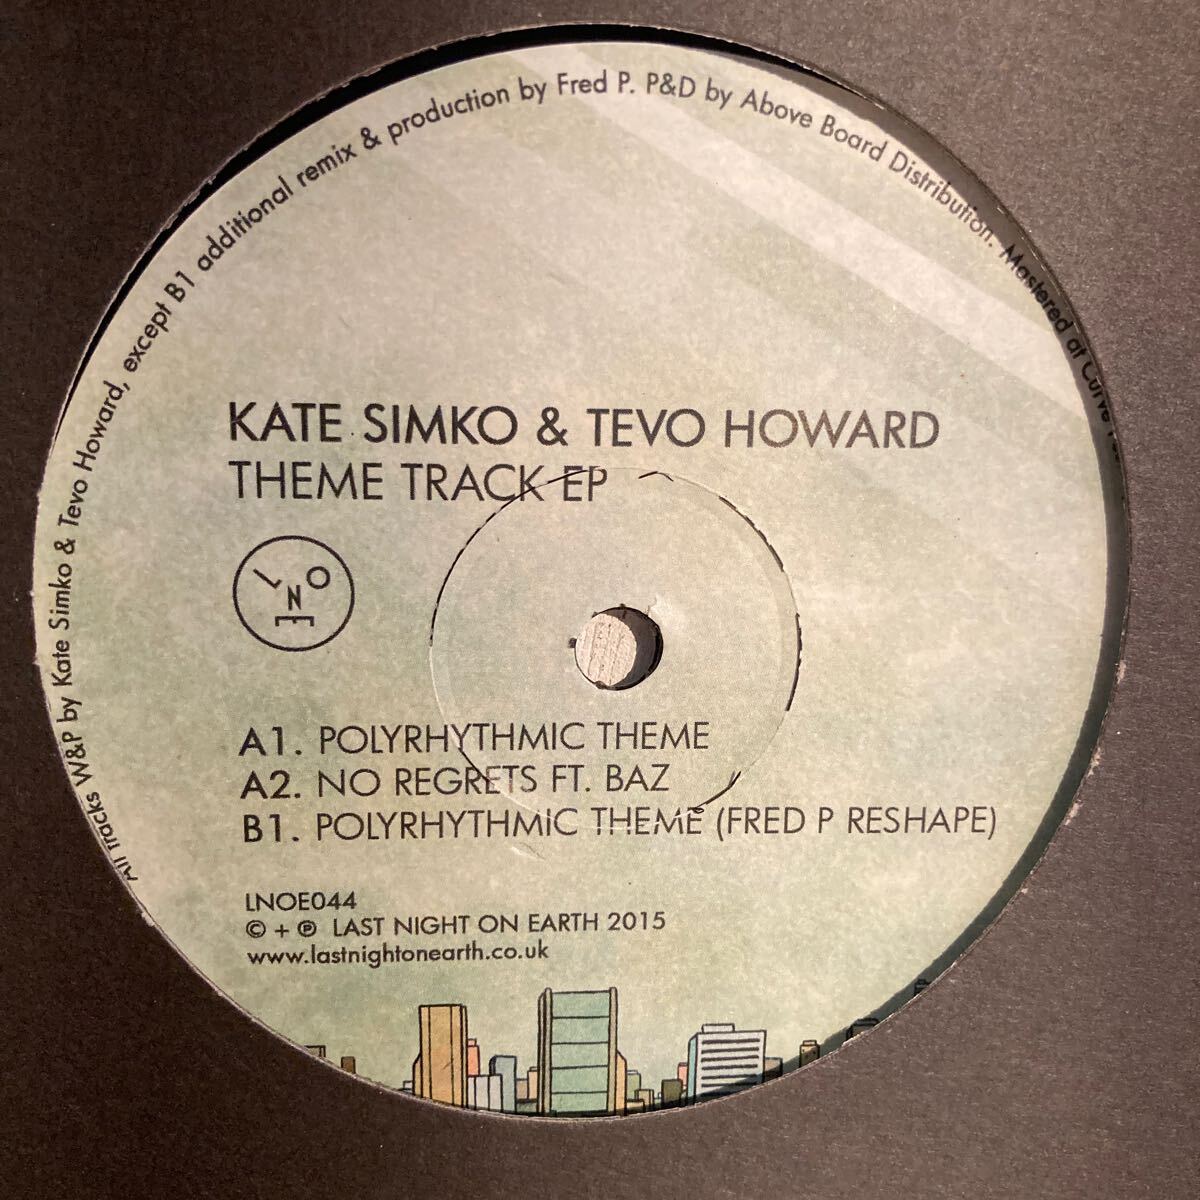 All tracks W&P by Kate Simko & Tevo Howard, except B1 additional remix & production by Fred P. P&D by Above Board Distribution. Mastered at Curve
KATE SIMKO & TEVO HOWARD
THEME TRACK EP
LNOE
A1. POLYRHYTHMIC THEME
A2. NO REGRETS FT. BAZ
B1. POLYRHYTHMIC THEME (FRED P RESHAPE)
LNOE044
© + ℗ LAST NIGHT ON EARTH 2015
www.lastnightonearth.co.uk